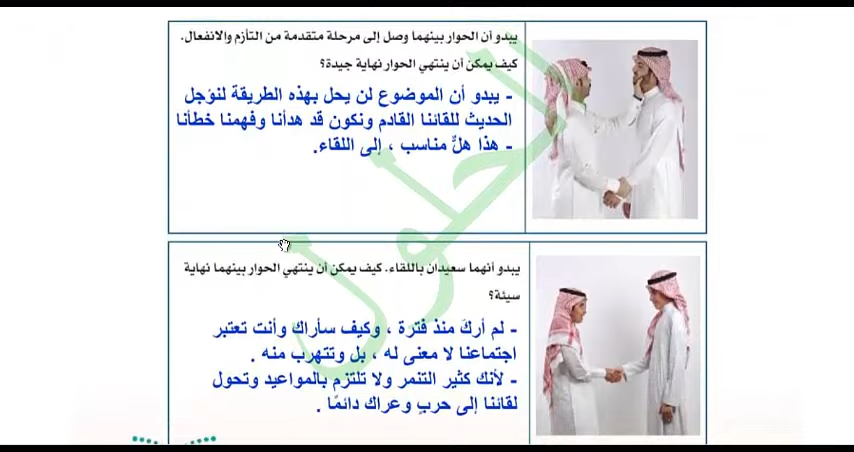 يبدو أن الحوار بينهما وصل إلى مرحلة متقدمة من التأزم والانفعال.
كيف يمكن أن ينتهي الحوار نهاية جيدة؟
- يبدو أن الموضوع لن يحل بهذه الطريقة لنؤجل
الحديث للقائنا القادم ونكون قد هدأنا وفهمنا خطأنا
- هذا هلٌّ مناسب ، إلى اللقاء.
يبدو أنهما سعيدان باللقاء. كيف يمكن أن ينتهي الحوار بينهما نهاية
سيئة؟
- لم أركَ منذ فترة ، وكيف سأراك وأنت تعتبر
اجتماعنا لا معنى له ، بل وتتهرب منه .
- لأنك كثير التنمر ولا تلتزم بالمواعيد وتحول
لقائنا إلى حربٍ وعراك دائمًا .
الحلول